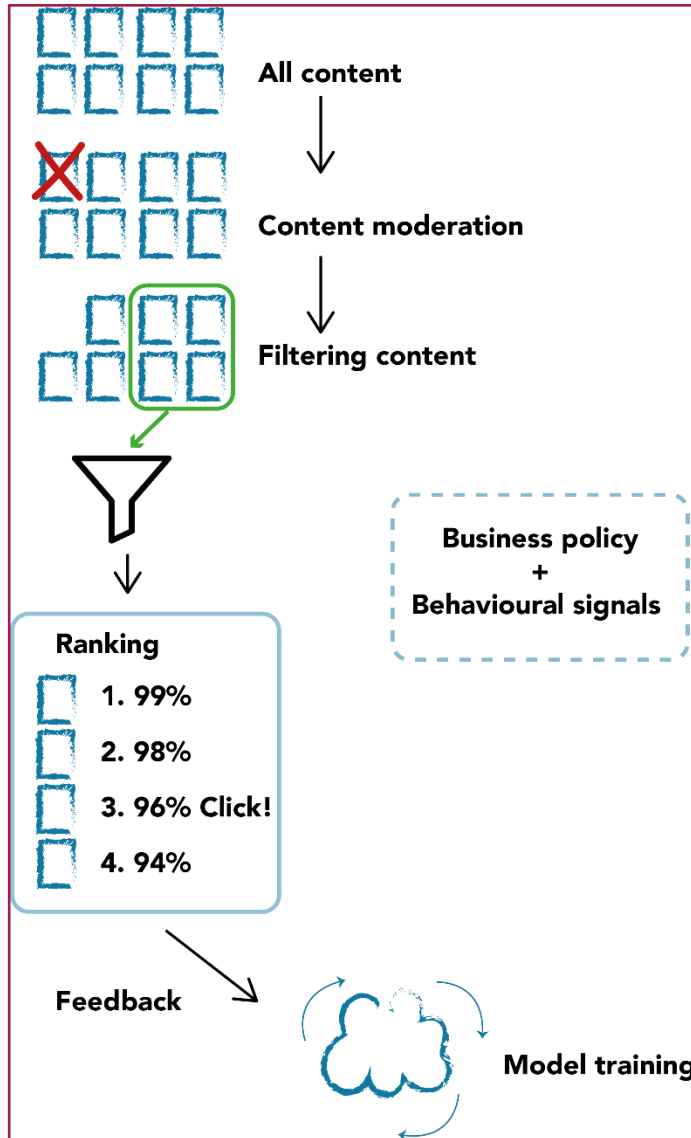 All content
Content moderation
Filtering content
Business policy
+
Behavioural signals
Ranking
1. 99%
2. 98%
3. 96% Click!
4. 94%
Feedback
Model training